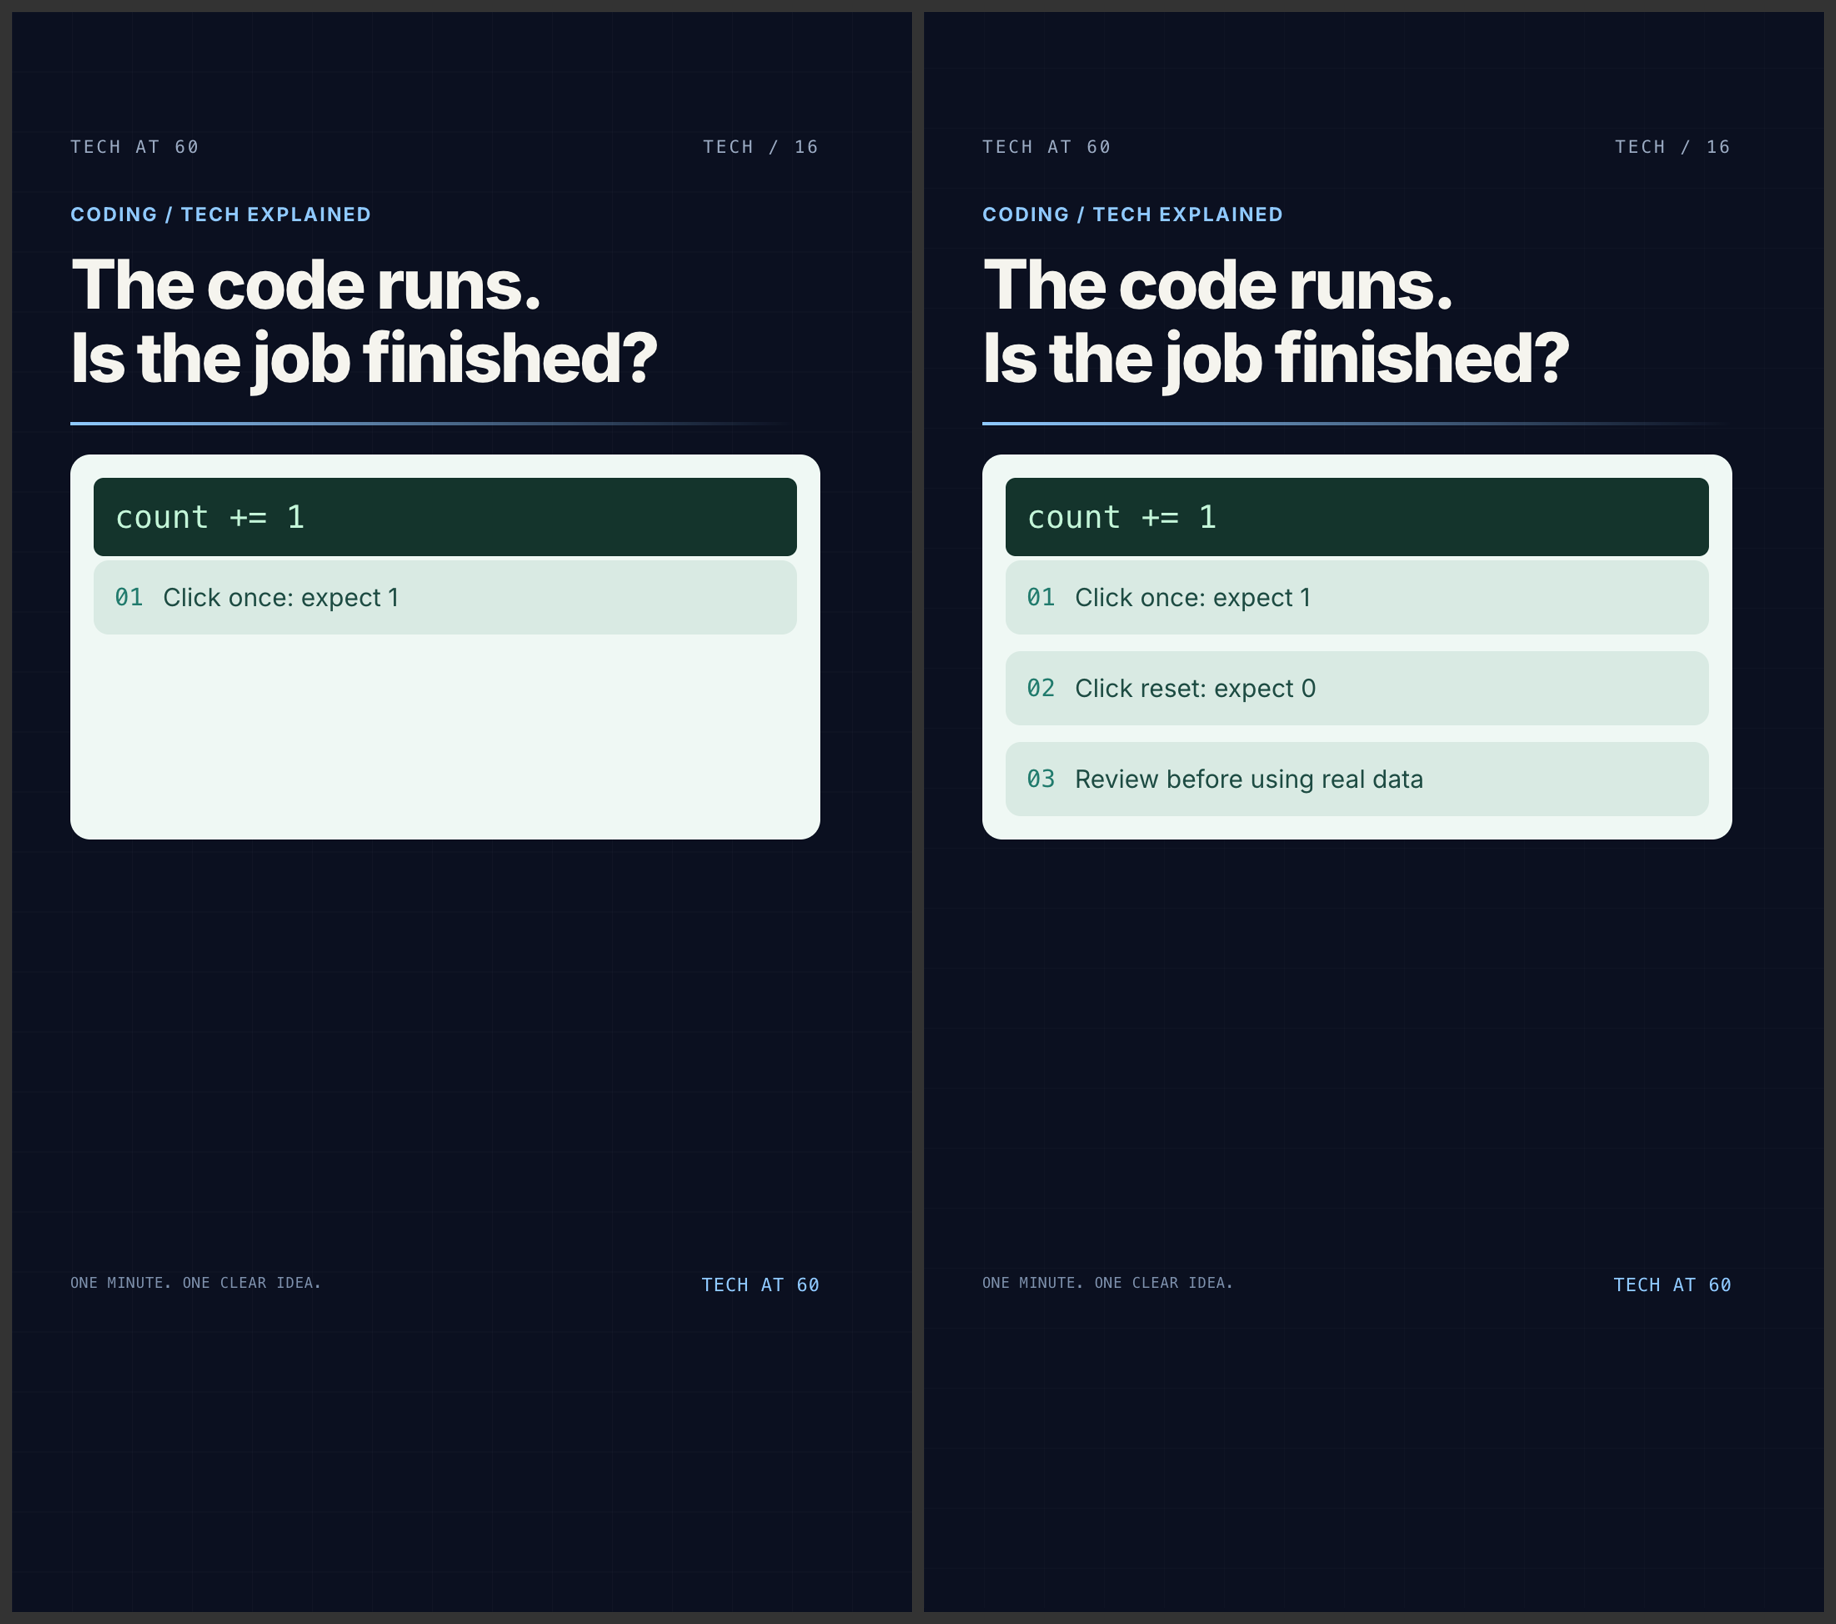 TECH AT 60
TECH / 16
CODING / TECH EXPLAINED
The code runs.
Is the job finished?
count += 1
01 Click once: expect 1
ONE MINUTE. ONE CLEAR IDEA.
TECH AT 60
TECH AT 60
TECH / 16
CODING / TECH EXPLAINED
The code runs.
Is the job finished?
count += 1
01 Click once: expect 1
02 Click reset: expect 0
03 Review before using real data
ONE MINUTE. ONE CLEAR IDEA.
TECH AT 60